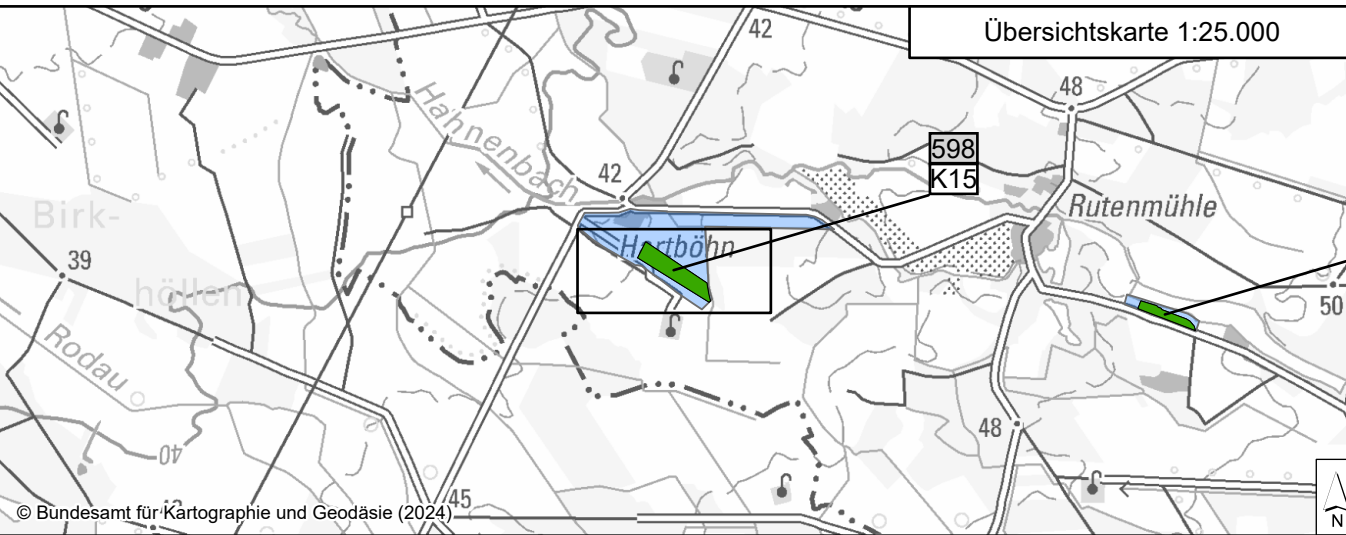 Übersichtskarte 1:25.000
42
48
Hahnenbach
598
42
K15
Birk-
Rutenmühle
Hartböhn
39
höllen
50
Rodau
48
40
45
43
© Bundesamt für Kartographie und Geodäsie (2024)
N